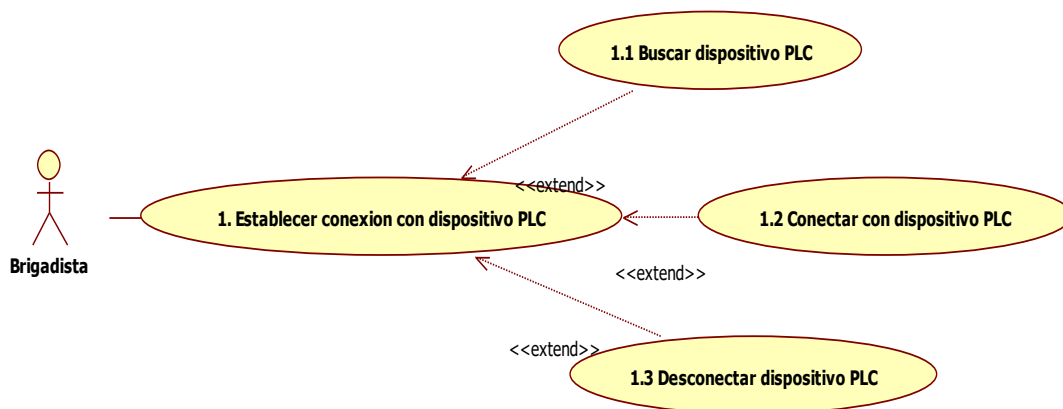 1.1 Buscar dispositivo PLC
<<extend>>
1. Establecer conexion con dispositivo PLC
1.2 Conectar con dispositivo PLC
Brigadista
<<extend>>
<<extend>>
1.3 Desconectar dispositivo PLC